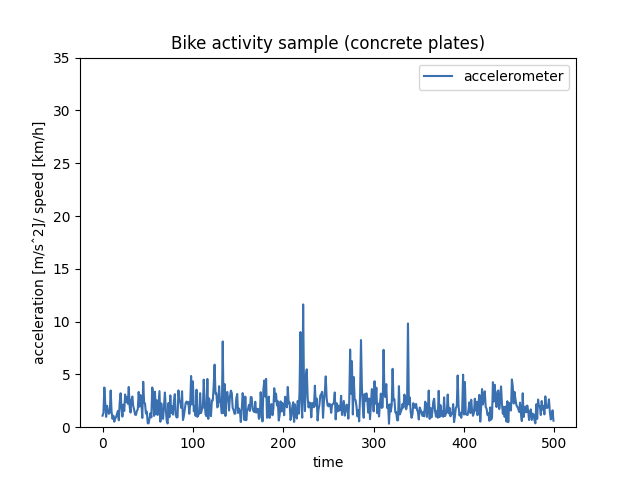 Bike activity sample (concrete plates)
accelerometer
acceleration [m/sˆ2]/ speed [km/h]
35
30
25
20
15
10
5
0
0 100 200 300 400 500
time